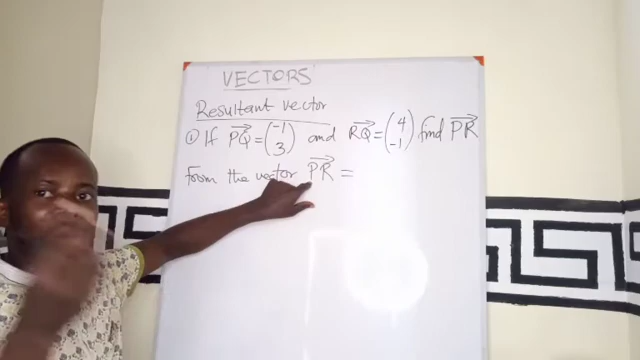 VECTORS
Resultant vector
① If PQ→ = (-1 3) and RQ→ = (4 -1) find PR→
From the vector PR→ =